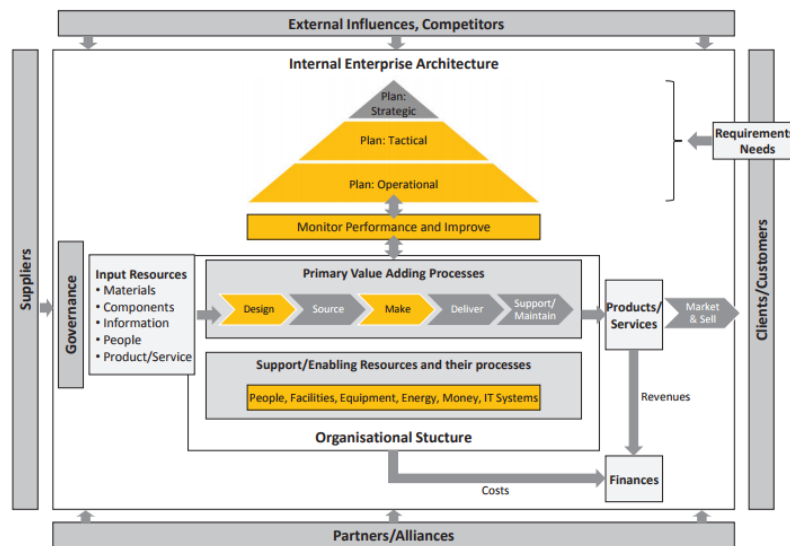 External Influences, Competitors
Internal Enterprise Architecture
Plan:
Strategic
Plan: Tactical
Plan: Operational
Requirements
Needs
Monitor Performance and Improve
Suppliers
Governance
Input Resources
• Materials
• Components
• Information
• People
• Product/Service
Primary Value Adding Processes
Design
Source
Make
Deliver
Support/
Maintain
Products/
Services
Market
& Sell
Clients/Customers
Support/Enabling Resources and their processes
People, Facilities, Equipment, Energy, Money, IT Systems
Revenues
Organisational Stucture
Costs
Finances
Partners/Alliances